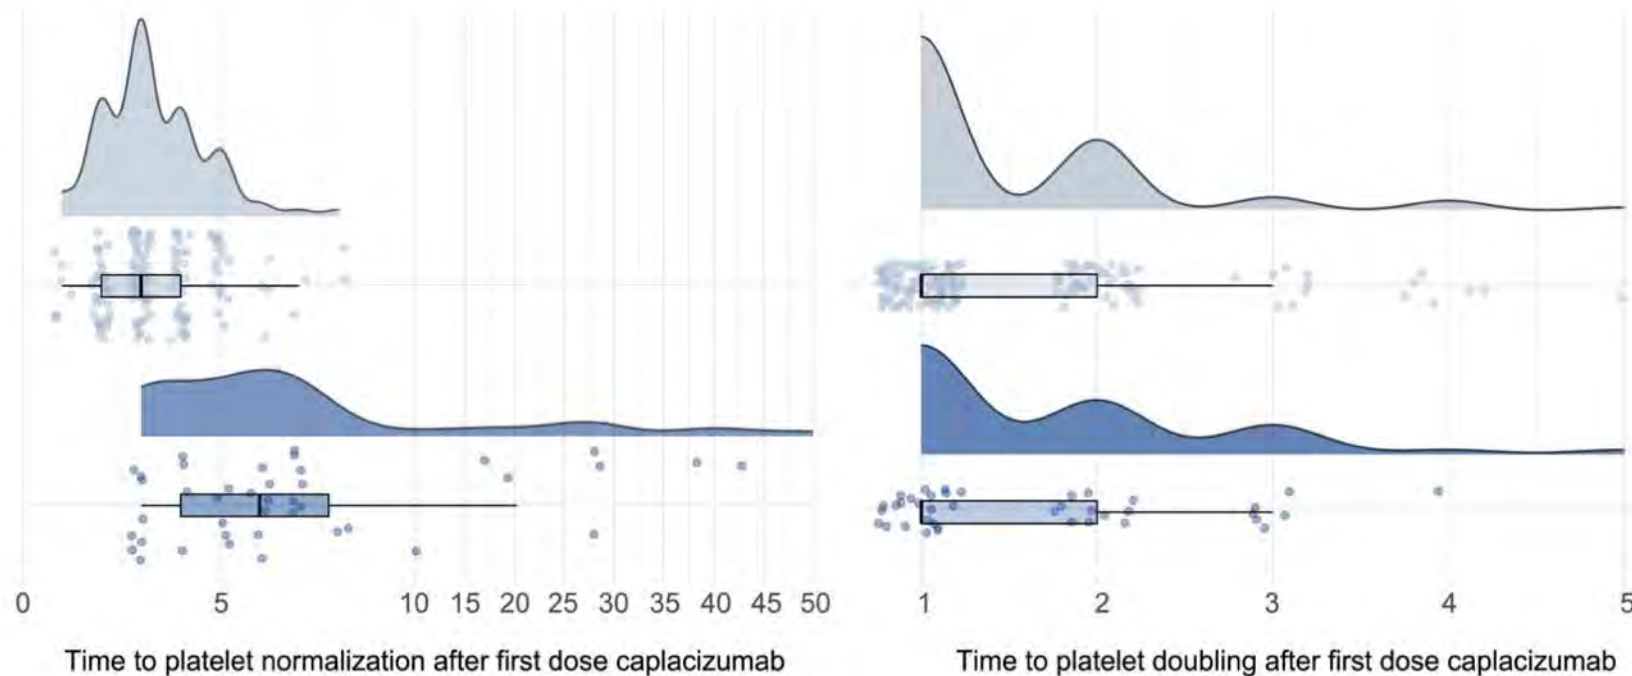 0 5 10 15 20 25 30 35 40 45 50
Time to platelet normalization after first dose caplacizumab
1 2 3 4 5
Time to platelet doubling after first dose caplacizumab